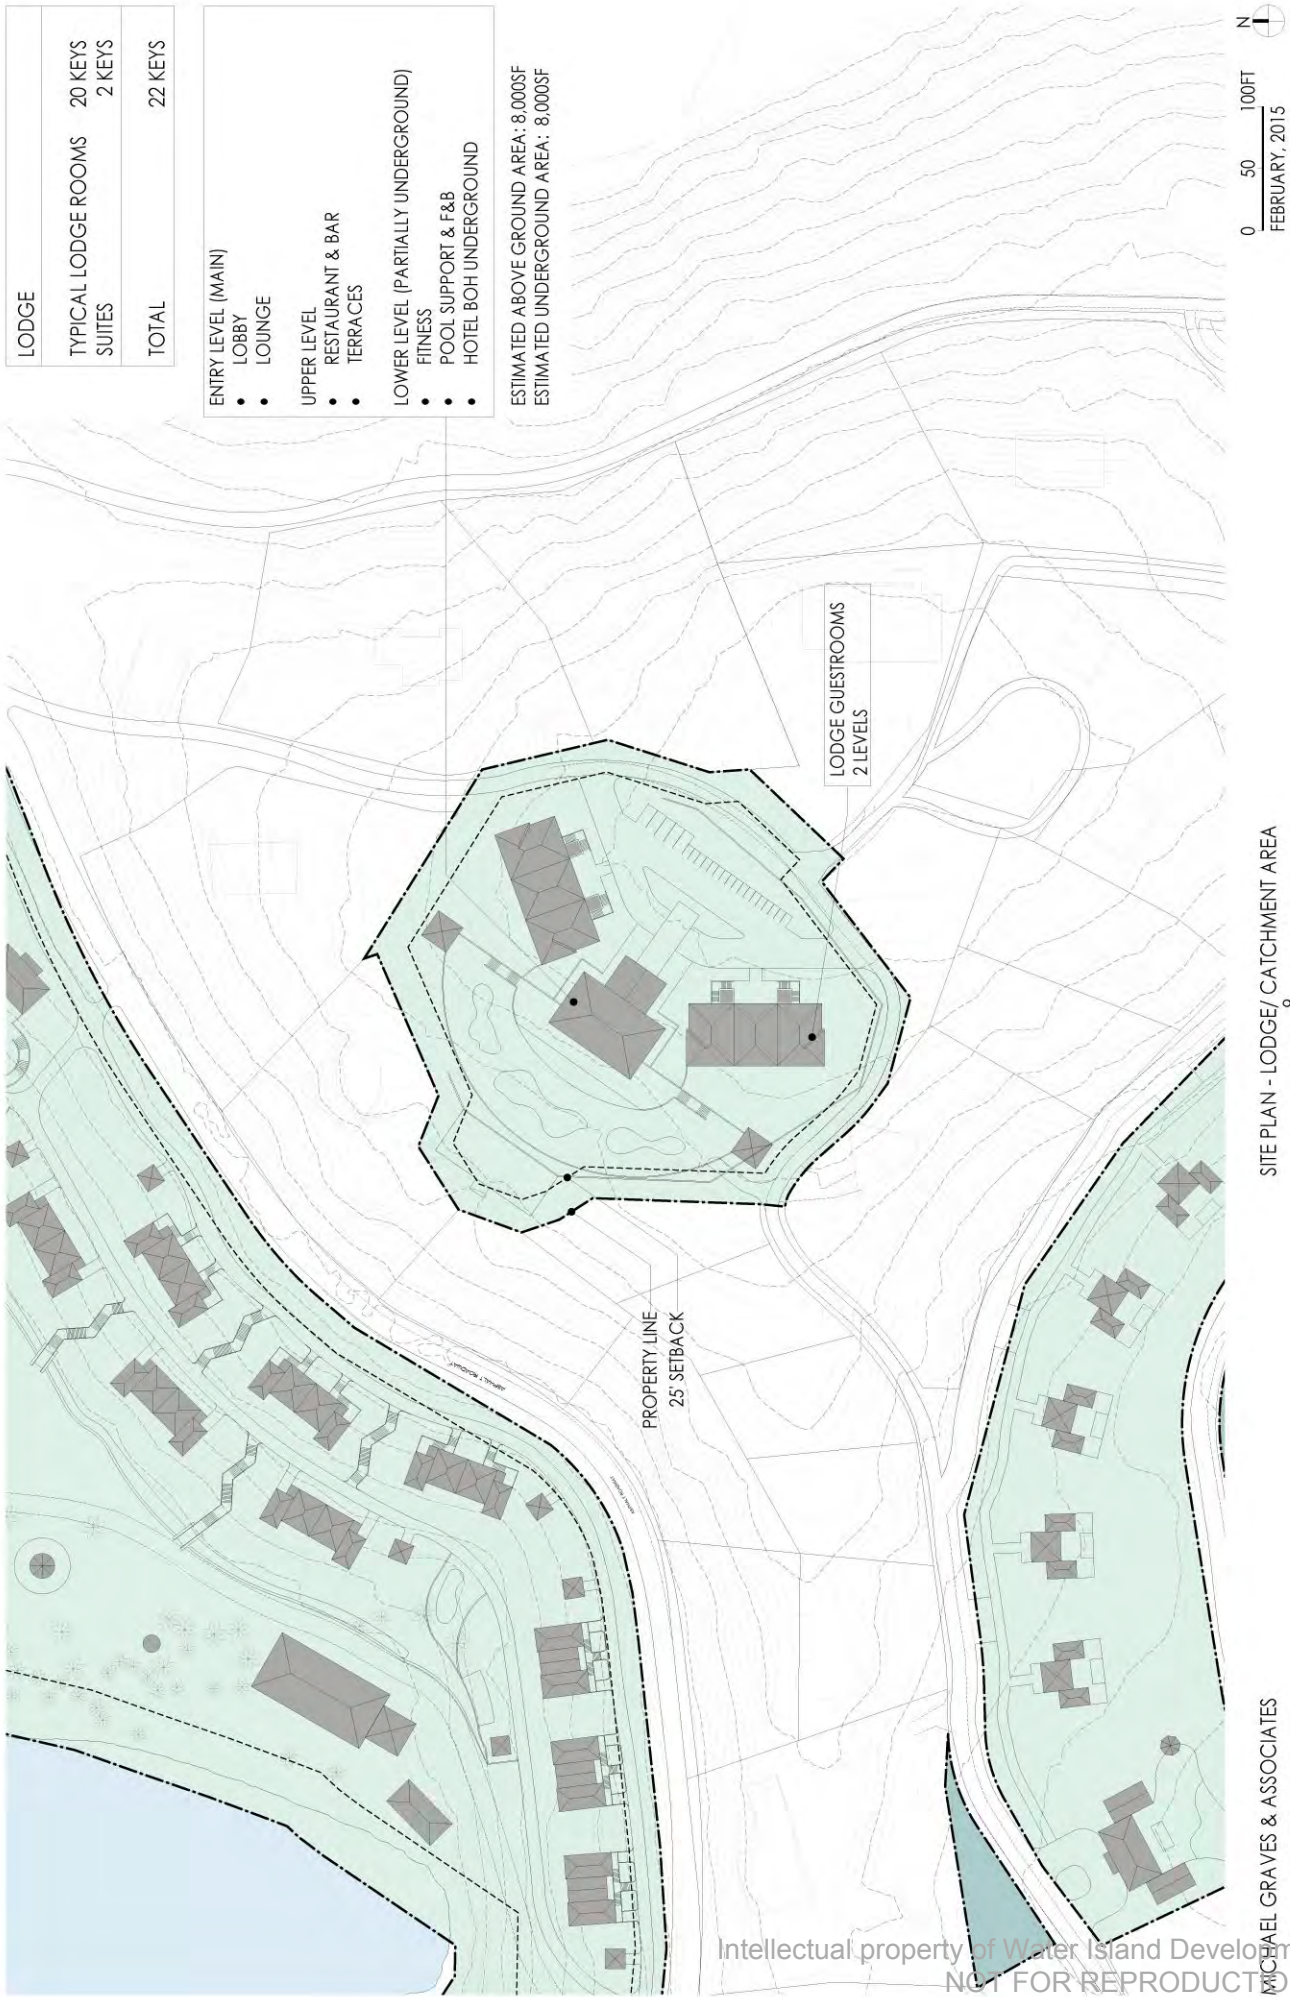 LODGE
TYPICAL LODGE ROOMS 20 KEYS
SUITES 2 KEYS
TOTAL 22 KEYS
ENTRY LEVEL (MAIN)
• LOBBY
• LOUNGE
UPPER LEVEL
• RESTAURANT & BAR
• TERRACES
LOWER LEVEL (PARTIALLY UNDERGROUND)
• FITNESS
• POOL SUPPORT & F&B
• HOTEL BOH UNDERGROUND
ESTIMATED ABOVE GROUND AREA: 8,000SF
ESTIMATED UNDERGROUND AREA: 8,000SF
LODGE GUESTROOMS
2 LEVELS
PROPERTY LINE
25' SETBACK
ASPHALT ROADWAY
N
0 50 100FT
FEBRUARY, 2015
SITE PLAN - LODGE/ CATCHMENT AREA
MICHAEL GRAVES & ASSOCIATES
Intellectual property of Water Island Developm
NOT FOR REPRODUCTIO